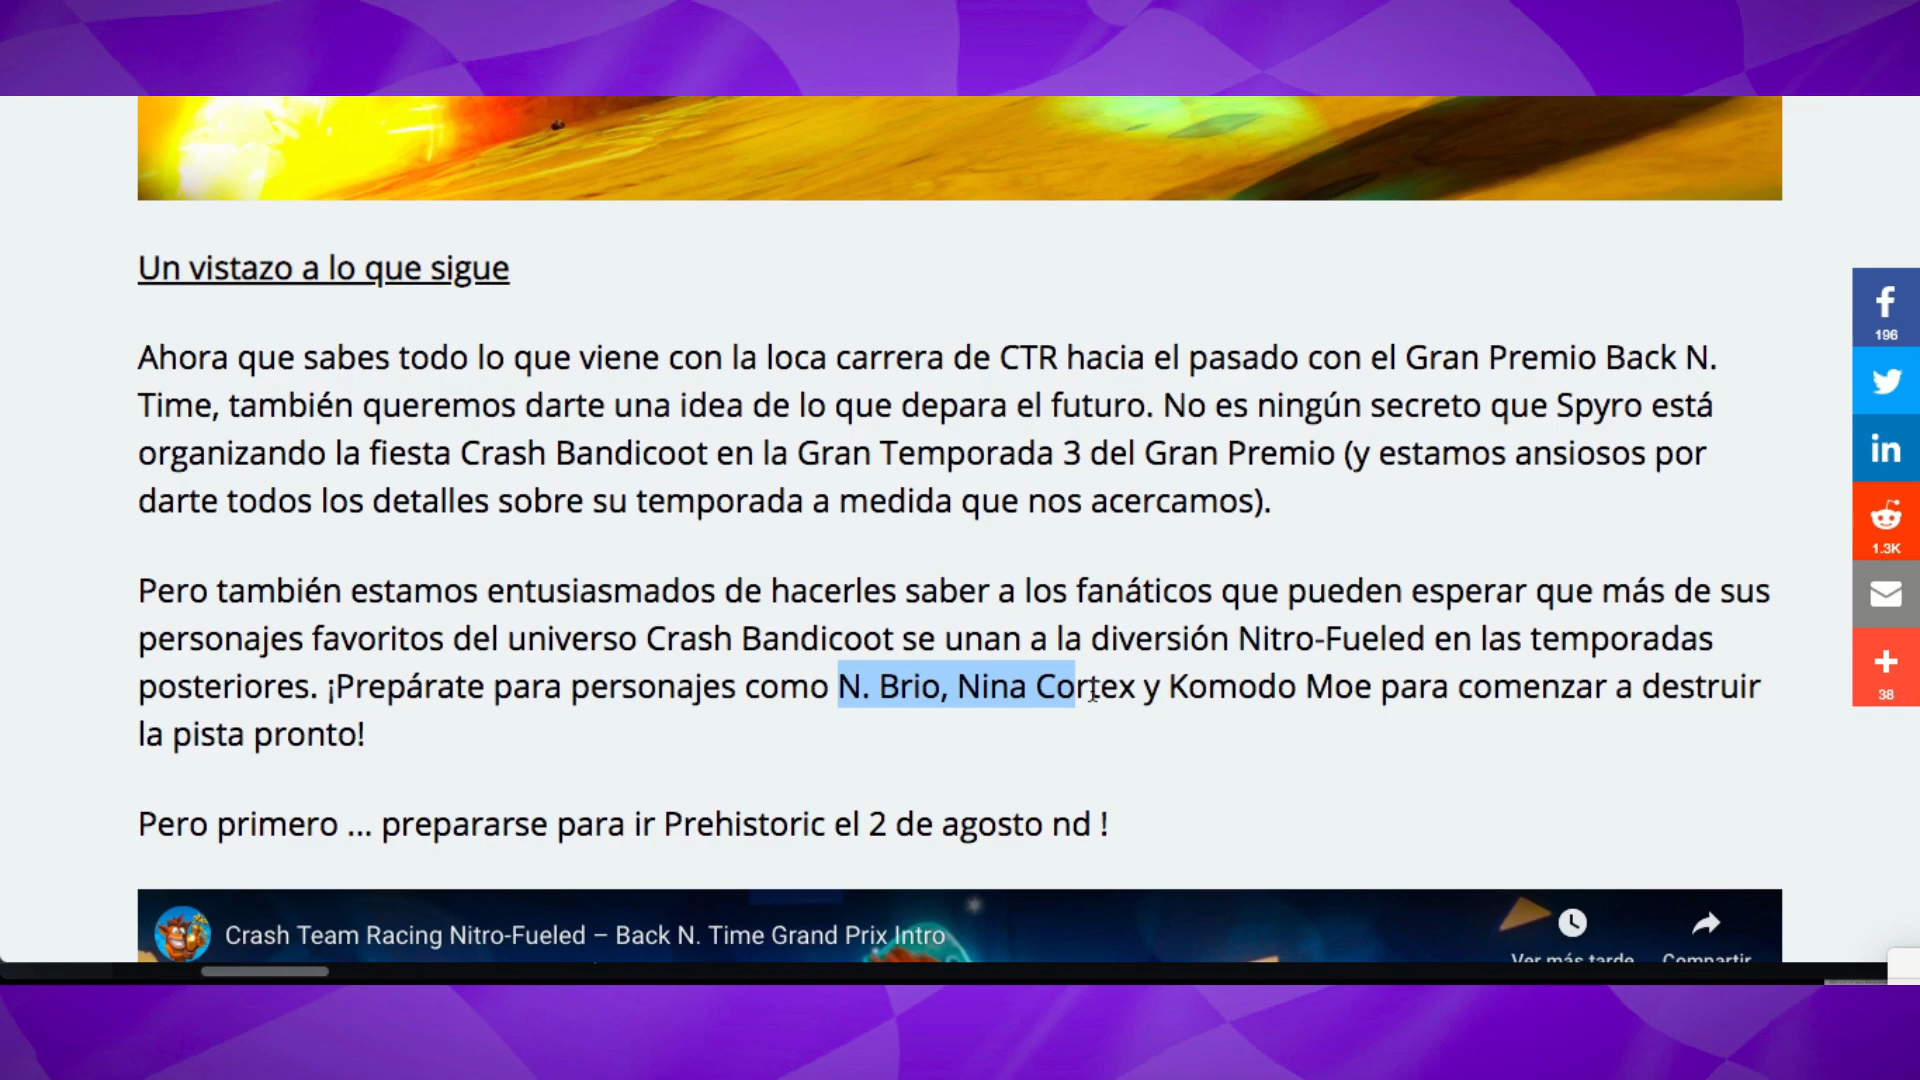 Un vistazo a lo que sigue
Ahora que sabes todo lo que viene con la loca carrera de CTR hacia el pasado con el Gran Premio Back N.
Time, también queremos darte una idea de lo que depara el futuro. No es ningún secreto que Spyro está
organizando la fiesta Crash Bandicoot en la Gran Temporada 3 del Gran Premio (y estamos ansiosos por
darte todos los detalles sobre su temporada a medida que nos acercamos).
Pero también estamos entusiasmados de hacerles saber a los fanáticos que pueden esperar que más de sus
personajes favoritos del universo Crash Bandicoot se unan a la diversión Nitro-Fueled en las temporadas
posteriores. ¡Prepárate para personajes como N. Brio, Nina Cortex y Komodo Moe para comenzar a destruir
la pista pronto!
Pero primero ... prepararse para ir Prehistoric el 2 de agosto nd !
Crash Team Racing Nitro-Fueled – Back N. Time Grand Prix Intro
Ver más tarde
Compartir
196
1.3K
38